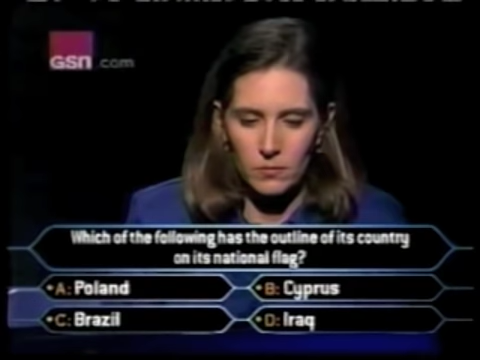 GSN .com
Which of the following has the outline of its country
on its national flag?
A: Poland
B: Cyprus
C: Brazil
D: Iraq